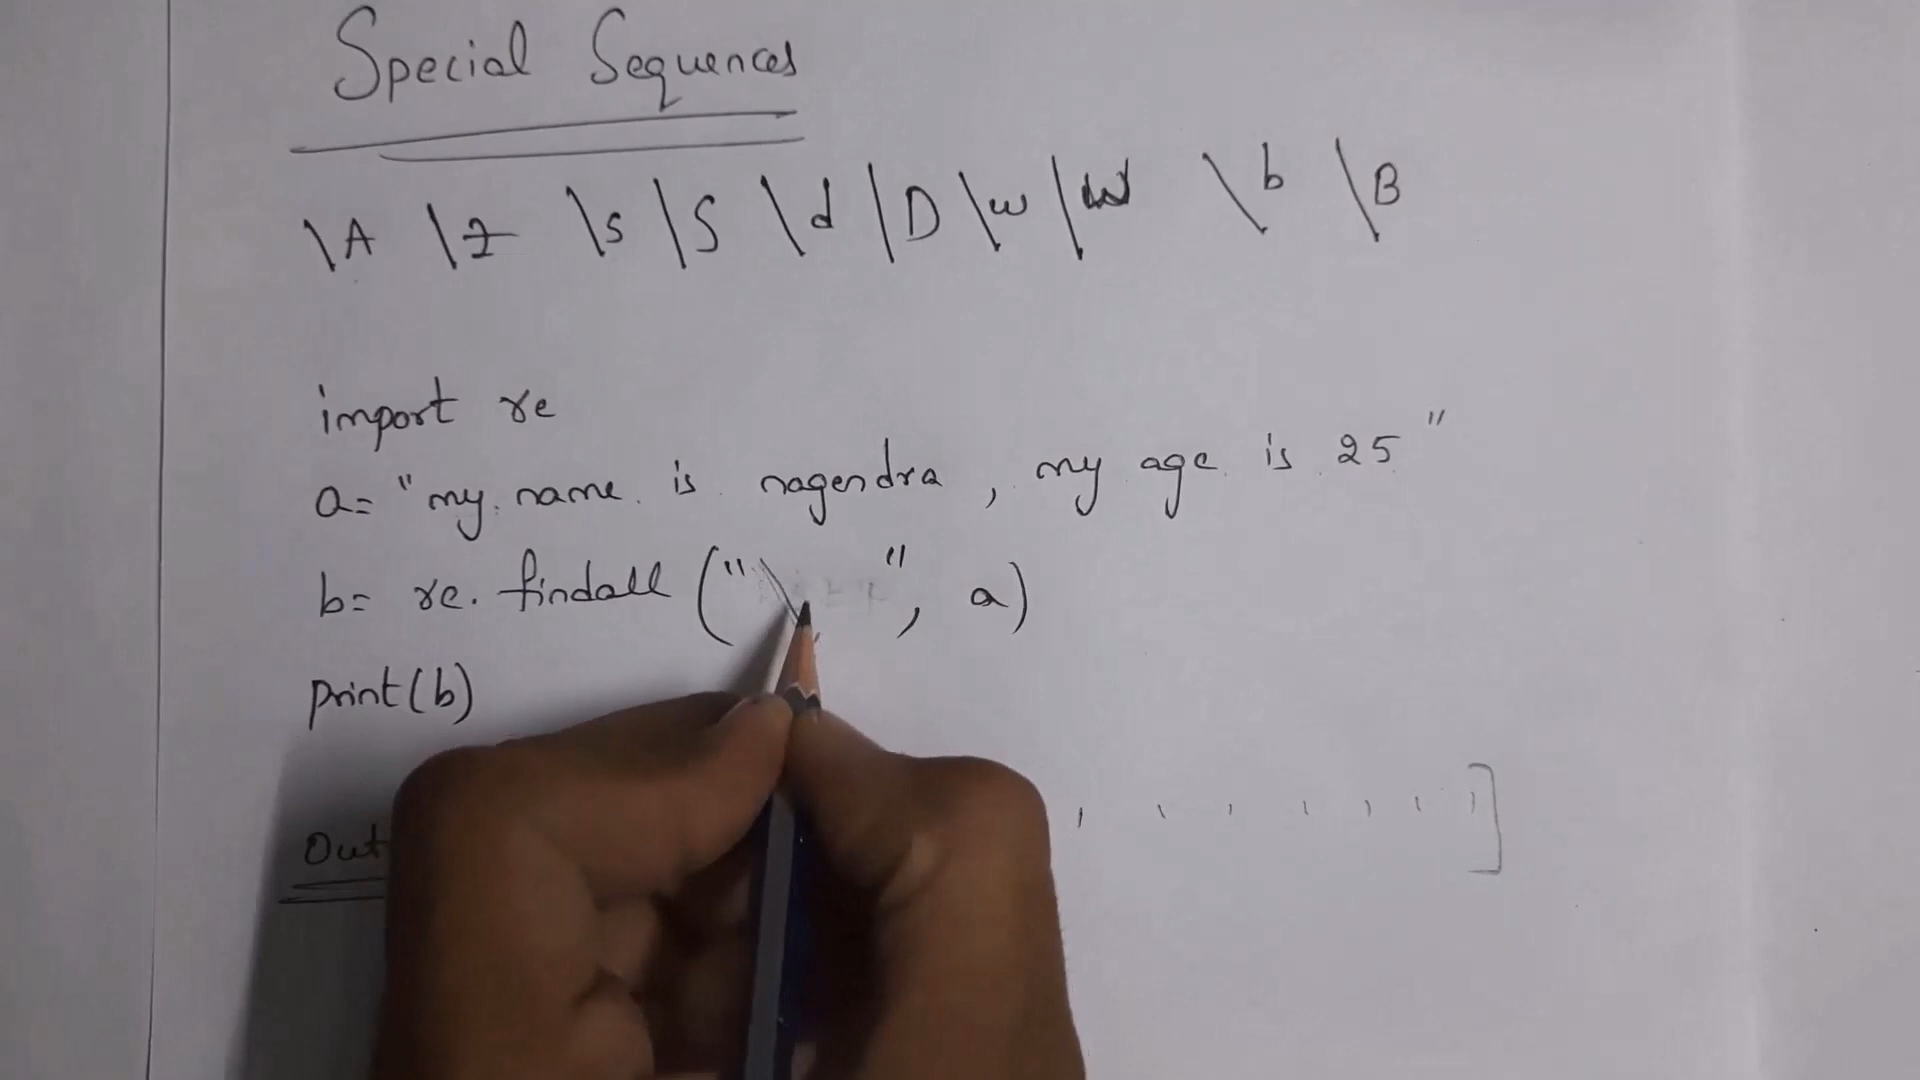 Special Sequences
\A \Z \s \S \d \D \w \W \b \B
import re
a= "my name is nagendra, my age is 25"
b= re.findall ("\ ", a)
print(b)
Out
, , , , , , , ]